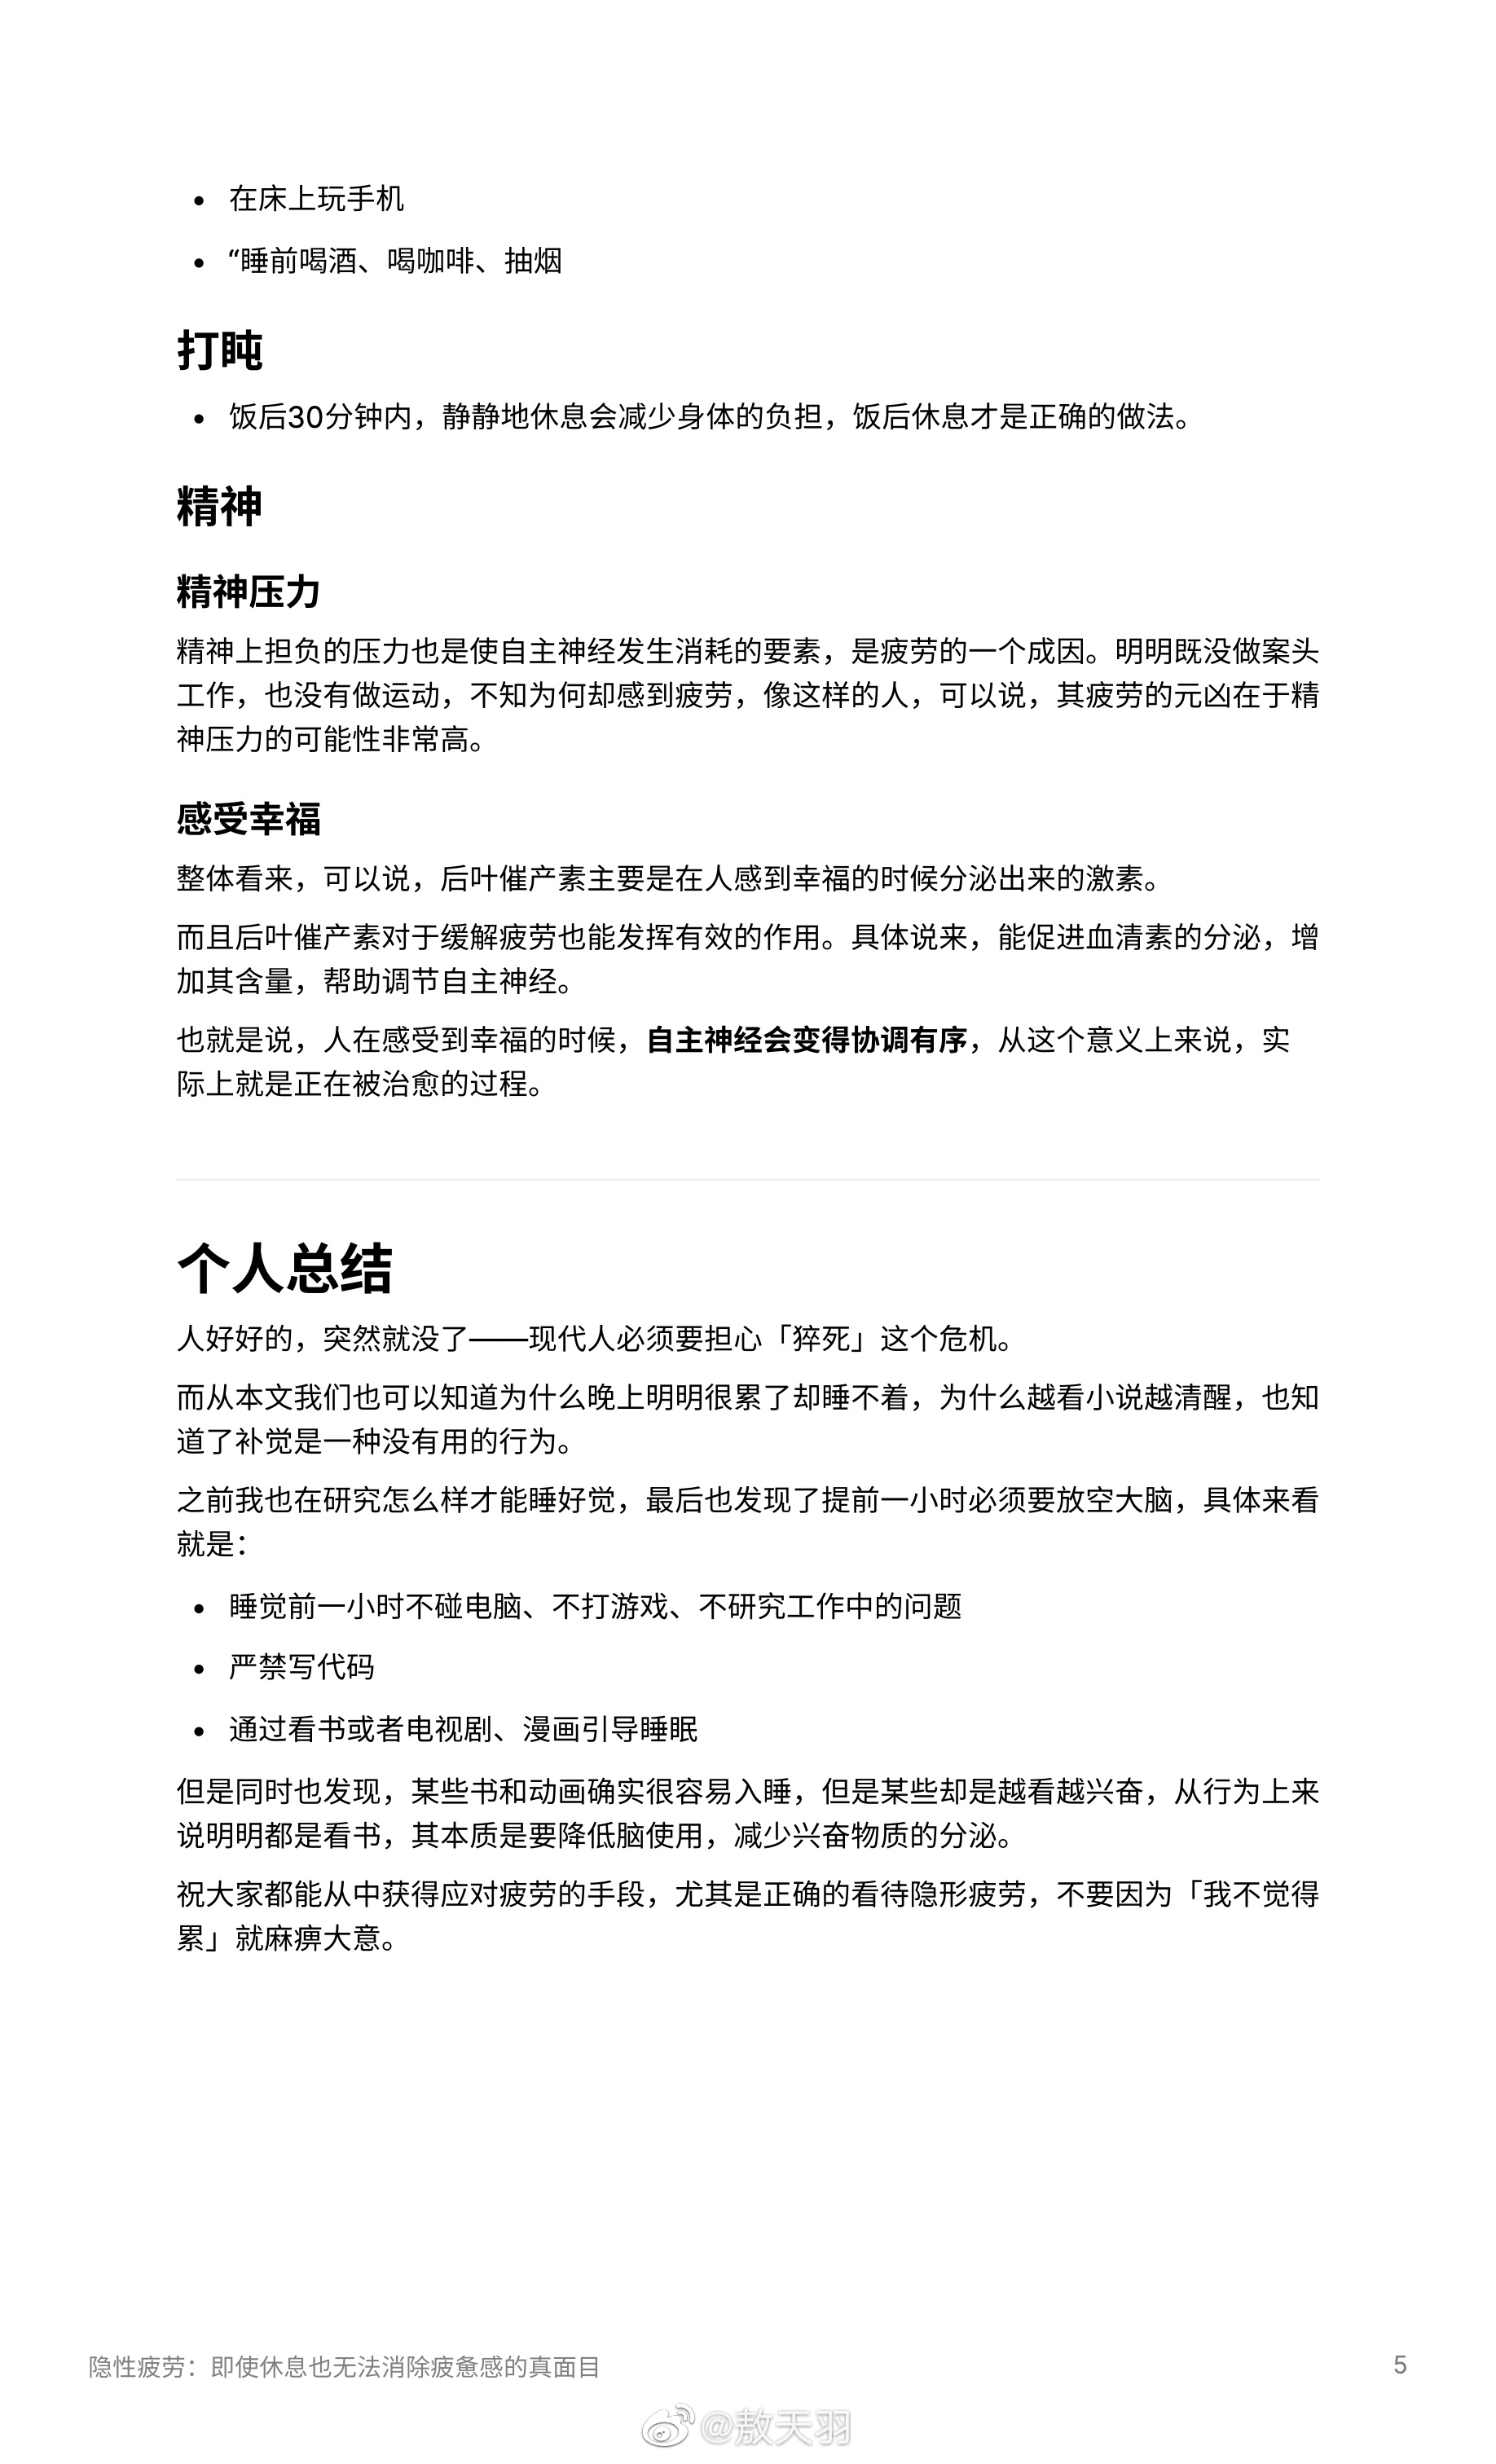 在床上玩手机
“睡前喝酒、喝咖啡、抽烟
打盹
饭后30分钟内，静静地休息会减少身体的负担，饭后休息才是正确的做法。
精神
精神压力
精神上担负的压力也是使自主神经发生消耗的要素，是疲劳的一个成因。明明既没做案头
工作，也没有做运动，不知为何却感到疲劳，像这样的人，可以说，其疲劳的元凶在于精
神压力的可能性非常高。
感受幸福
整体看来，可以说，后叶催产素主要是在人感到幸福的时候分泌出来的激素。
而且后叶催产素对于缓解疲劳也能发挥有效的作用。具体说来，能促进血清素的分泌，增
加其含量，帮助调节自主神经。
也就是说，人在感受到幸福的时候，自主神经会变得协调有序，从这个意义上来说，实
际上就是正在被治愈的过程。
个人总结
人好好的，突然就没了——现代人必须要担心「猝死」这个危机。
而从本文我们也可以知道为什么晚上明明很累了却睡不着，为什么越看小说越清醒，也知
道了补觉是一种没有用的行为。
之前我也在研究怎么样才能睡好觉，最后也发现了提前一小时必须要放空大脑，具体来看
就是：
睡觉前一小时不碰电脑、不打游戏、不研究工作中的问题
严禁写代码
通过看书或者电视剧、漫画引导睡眠
但是同时也发现，某些书和动画确实很容易入睡，但是某些却是越看越兴奋，从行为上来
说明明都是看书，其本质是要降低脑使用，减少兴奋物质的分泌。
祝大家都能从中获得应对疲劳的手段，尤其是正确的看待隐形疲劳，不要因为「我不觉得
累」就麻痹大意。
隐性疲劳：即使休息也无法消除疲惫感的真面目
5
@敖天羽